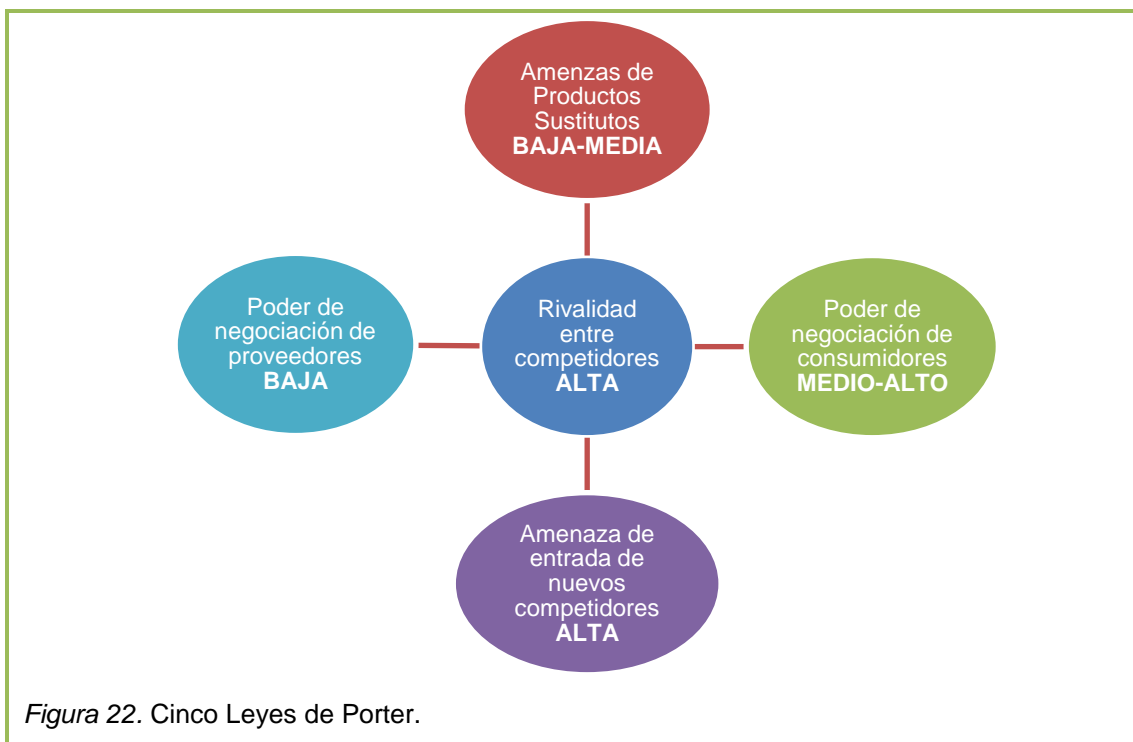 Amenzas de
Productos
Sustitutos
BAJA-MEDIA
Poder de
negociación de
proveedores
BAJA
Rivalidad
entre
competidores
ALTA
Poder de
negociación de
consumidores
MEDIO-ALTO
Amenaza de
entrada de
nuevos
competidores
ALTA
Figura 22. Cinco Leyes de Porter.